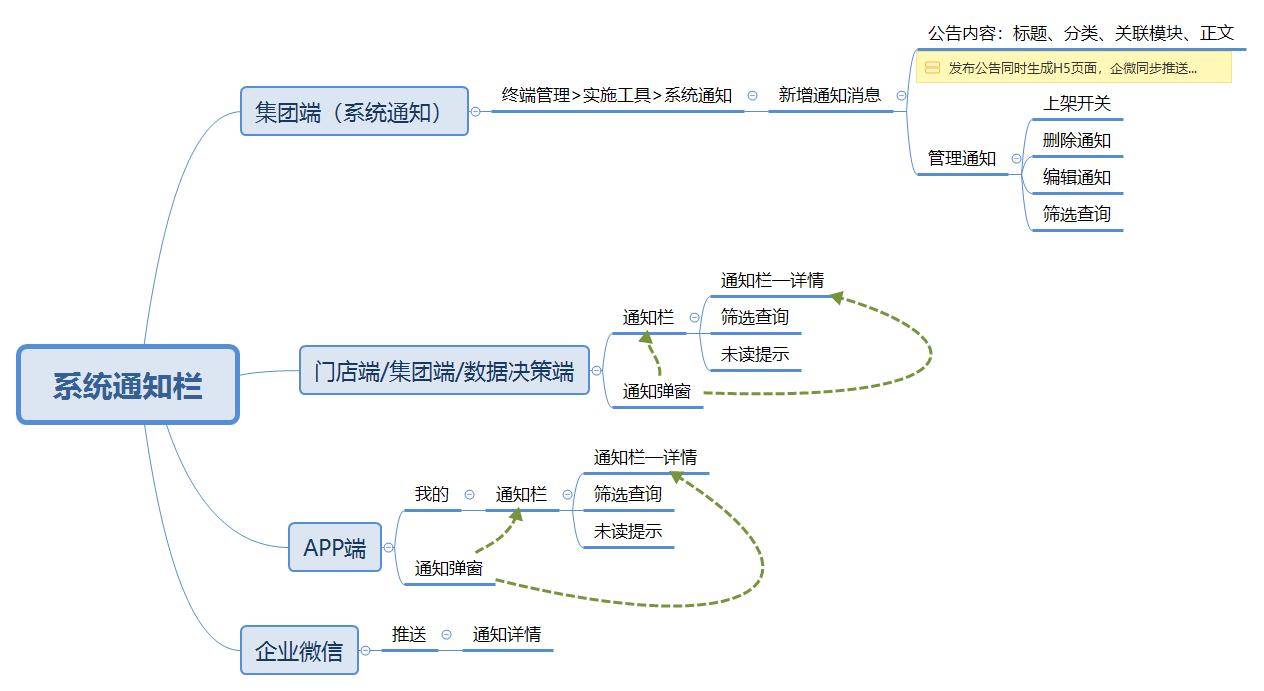 系统通知栏
集团端（系统通知）
终端管理>实施工具>系统通知
新增通知消息
公告内容：标题、分类、关联模块、正文
发布公告同时生成H5页面，企微同步推送...
管理通知
上架开关
删除通知
编辑通知
筛选查询
门店端/集团端/数据决策端
通知栏
通知栏—详情
筛选查询
未读提示
通知弹窗
APP端
我的
通知栏
通知栏—详情
筛选查询
未读提示
通知弹窗
企业微信
推送
通知详情